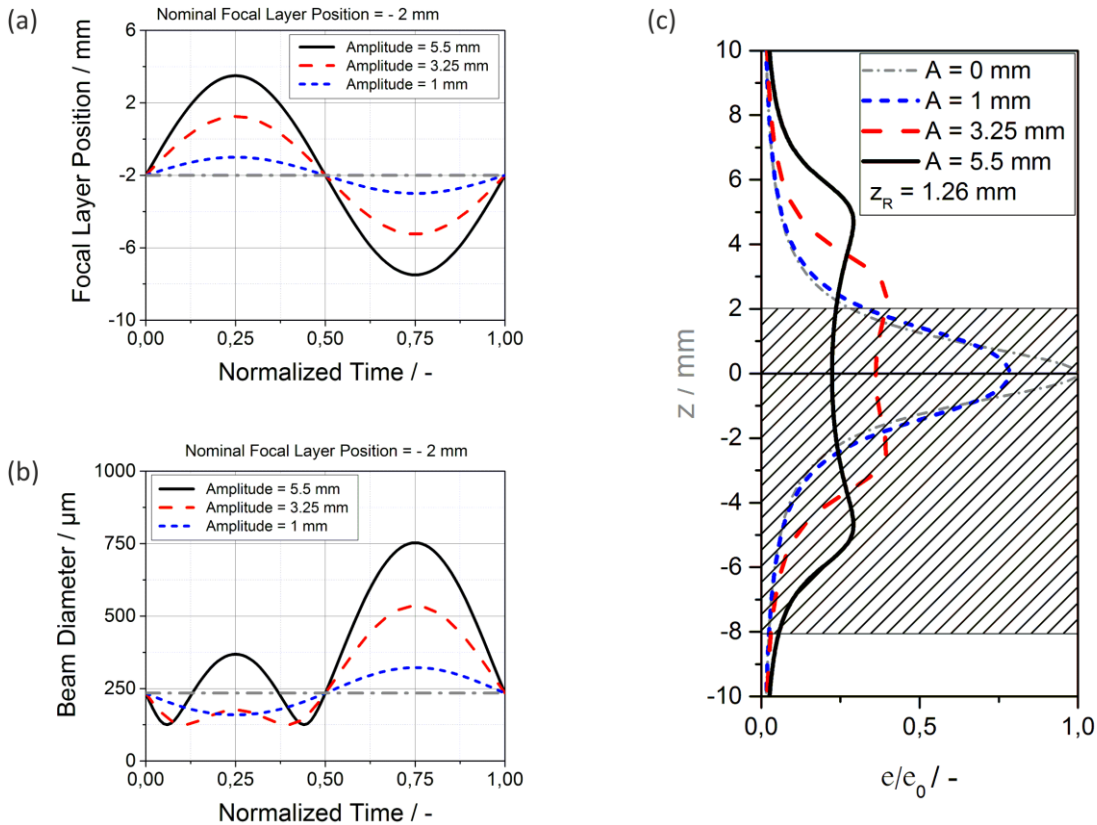 (a)
Nominal Focal Layer Position = - 2 mm
Focal Layer Position / mm
6
2
-2
-6
-10
Amplitude = 5.5 mm
Amplitude = 3.25 mm
Amplitude = 1 mm
0,00 0,25 0,50 0,75 1,00
Normalized Time / -
(b)
Nominal Focal Layer Position = - 2 mm
Beam Diameter / µm
1000
750
500
250
0
Amplitude = 5.5 mm
Amplitude = 3.25 mm
Amplitude = 1 mm
0,00 0,25 0,50 0,75 1,00
Normalized Time / -
(c)
z / mm
10
8
6
4
2
0
-2
-4
-6
-8
-10
A = 0 mm
A = 1 mm
A = 3.25 mm
A = 5.5 mm
z_R = 1.26 mm
0,0 0,5 1,0
e/e_0 / -